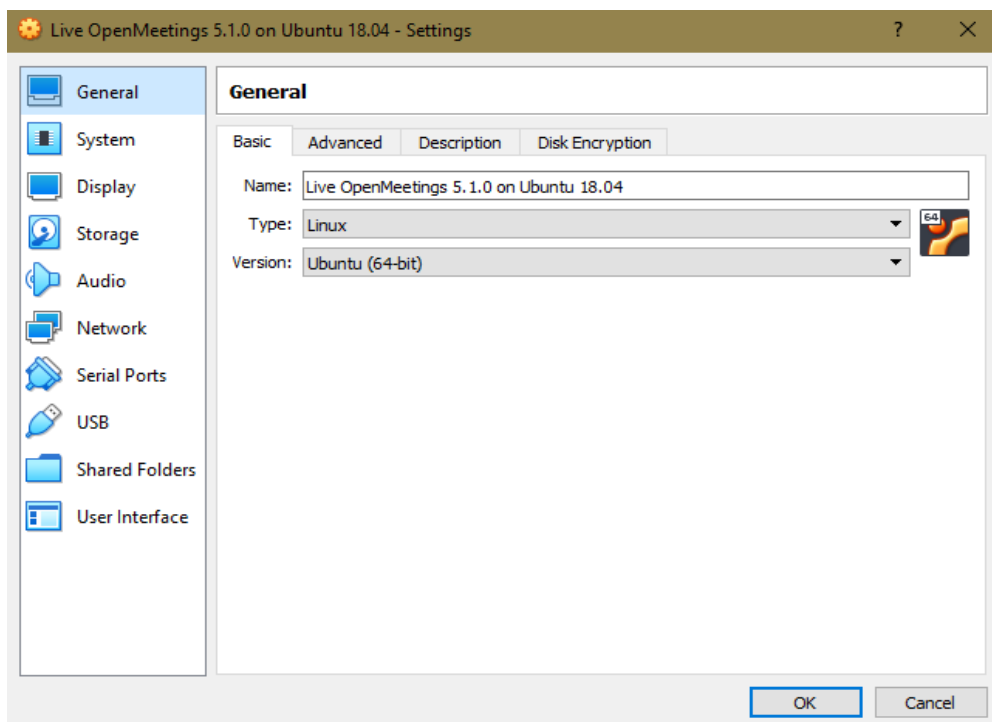 Live OpenMeetings 5.1.0 on Ubuntu 18.04 - Settings ?
General
System
Display
Storage
Audio
Network
Serial Ports
USB
Shared Folders
User Interface
General
Basic Advanced Description Disk Encryption
Name: Live OpenMeetings 5.1.0 on Ubuntu 18.04
Type: Linux
64
Version: Ubuntu (64-bit)
OK Cancel